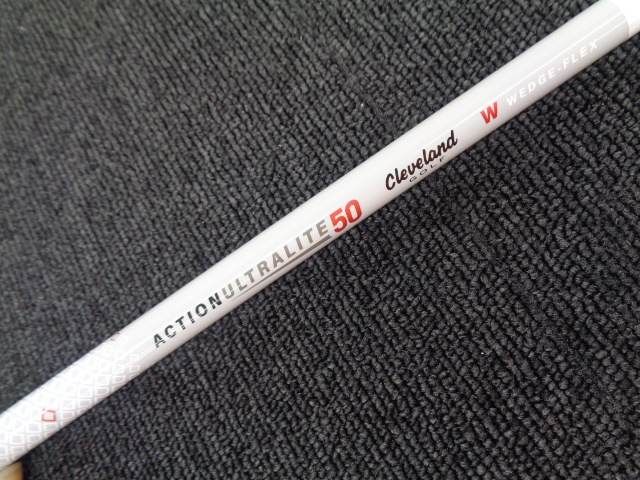 ACTIONULTRALITE50
Cleveland
GOLF
W WEDGE-FLEX